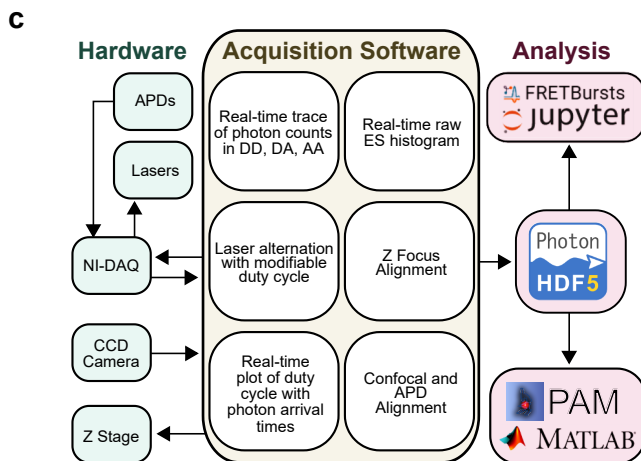 c
Hardware
Acquisition Software
Analysis
APDs
Lasers
NI-DAQ
CCD
Camera
Z Stage
Real-time trace
of photon counts
in DD, DA, AA
Real-time raw
ES histogram
Laser alternation
with modifiable
duty cycle
Z Focus
Alignment
Real-time
plot of duty
cycle with
photon arrival
times
Confocal and
APD
Alignment
FRETBursts
jupyter
Photon
HDF5
PAM
MATLAB